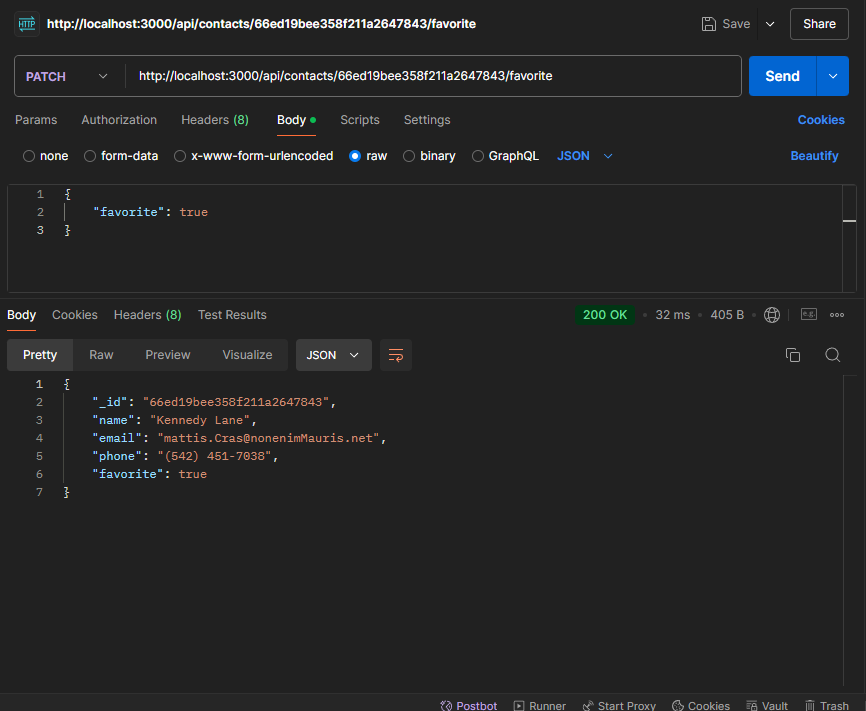 HTTP http://localhost:3000/api/contacts/66ed19bee358f211a2647843/favorite Save Share
PATCH http://localhost:3000/api/contacts/66ed19bee358f211a2647843/favorite Send
Params Authorization Headers (8) Body Scripts Settings Cookies
none form-data x-www-form-urlencoded raw binary GraphQL JSON Beautify
1 {
2 "favorite": true
3 }
Body Cookies Headers (8) Test Results 200 OK 32 ms 405 B e.g.
Pretty Raw Preview Visualize JSON
1 {
2 "_id": "66ed19bee358f211a2647843",
3 "name": "Kennedy Lane",
4 "email": "mattis.Cras@nonenimMauris.net",
5 "phone": "(542) 451-7038",
6 "favorite": true
7 }
Postbot Runner Start Proxy Cookies Vault Trash